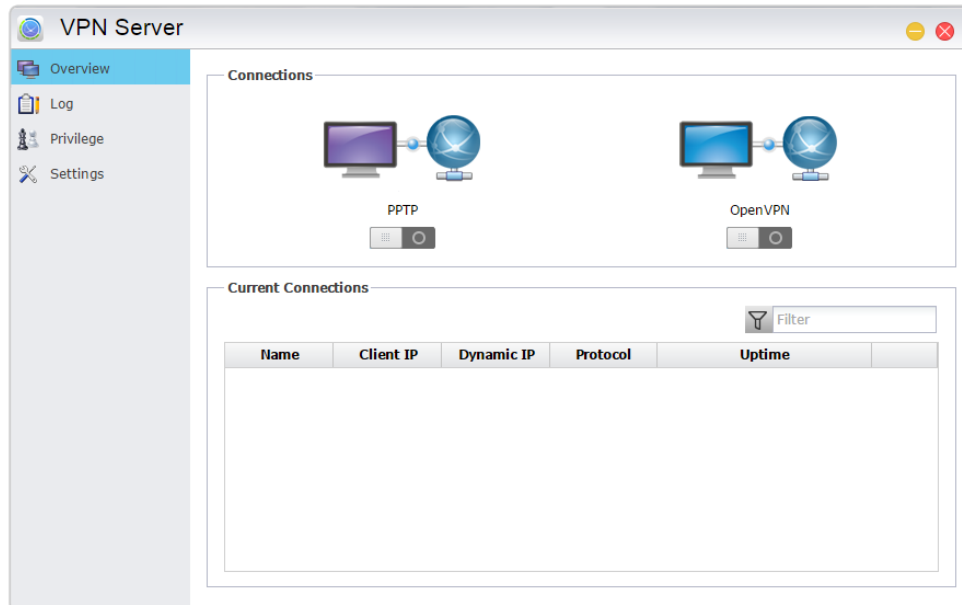 VPN Server
Overview
Log
Privilege
Settings
Connections
PPTP
OpenVPN
Current Connections
Filter
Name Client IP Dynamic IP Protocol Uptime